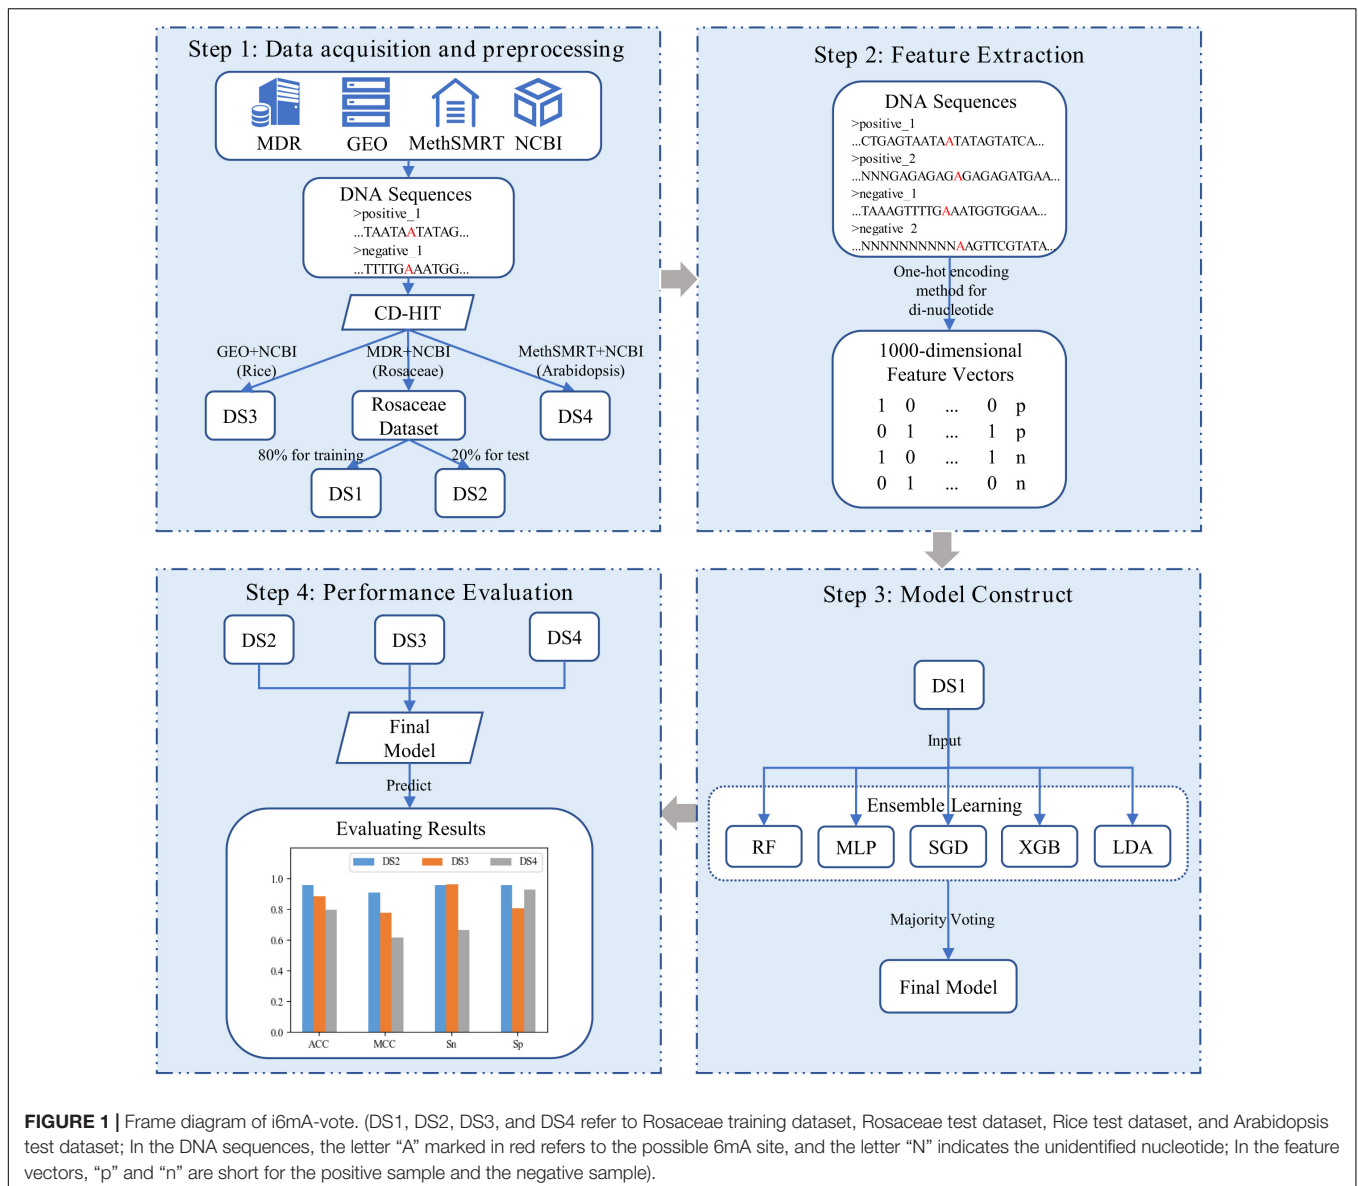 Step 1: Data acquisition and preprocessing
MDR GEO MethSMRT NCBI
DNA Sequences
>positive_1
...TAATAATATAG...
>negative_1
...TTTTGAAATGG...
CD-HIT
GEO+NCBI
(Rice)
MDR+NCBI
(Rosaceae)
MethSMRT+NCBI
(Arabidopsis)
DS3
Rosaceae
Dataset
DS4
80% for training
20% for test
DS1
DS2
Step 2: Feature Extraction
DNA Sequences
>positive_1
...CTGAGTAATAATATAGTATCA...
>positive_2
...NNNGAGAGAGAGAGAGATGAA...
>negative_1
...TAAAGTTTTGAAATGGTGGAA...
>negative 2
...NNNNNNNNNNAAGTTCGTATA...
One-hot encoding
method for
di-nucleotide
1000-dimensional
Feature Vectors
1 0 ... 0 p
0 1 ... 1 p
1 0 ... 1 n
0 1 ... 0 n
Step 3: Model Construct
DS1
Input
Ensemble Learning
RF MLP SGD XGB LDA
Majority Voting
Final Model
Step 4: Performance Evaluation
DS2 DS3 DS4
Final
Model
Predict
Evaluating Results
DS2 DS3 DS4
1.0
0.8
0.6
0.4
0.2
0.0
ACC MCC Sn Sp
FIGURE 1 | Frame diagram of i6mA-vote. (DS1, DS2, DS3, and DS4 refer to Rosaceae training dataset, Rosaceae test dataset, Rice test dataset, and Arabidopsis
test dataset; In the DNA sequences, the letter “A” marked in red refers to the possible 6mA site, and the letter “N” indicates the unidentified nucleotide; In the feature
vectors, “p” and “n” are short for the positive sample and the negative sample).